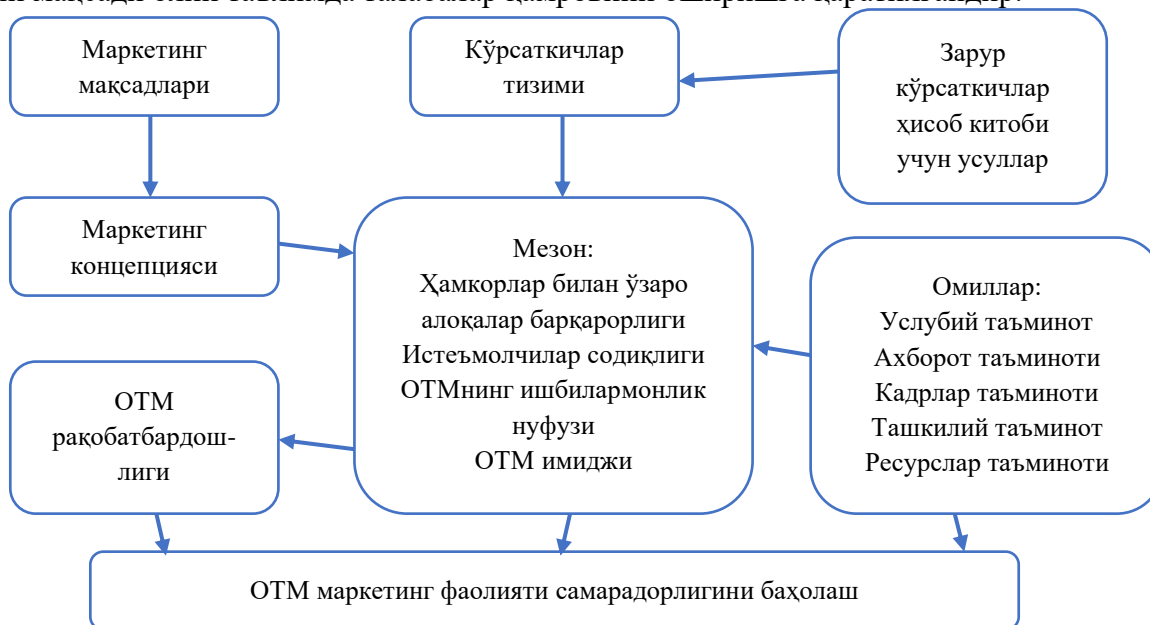 Маркетинг
мақсадлари
Кўрсаткичлар
тизими
Зарур
кўрсаткичлар
ҳисоб китоби
учун усуллар
Маркетинг
концепцияси
Мезон:
Ҳамкорлар билан ўзаро
алоқалар барқарорлиги
Истеъмолчилар содиқлиги
ОТМнинг ишбилармонлик
нуфузи
ОТМ имиджи
Омиллар:
Услубий таъминот
Ахборот таъминоти
Кадрлар таъминоти
Ташкилий таъминот
Ресурслар таъминоти
ОТМ
рақобатбардош-
лиги
ОТМ маркетинг фаолияти самарадорлигини баҳолаш